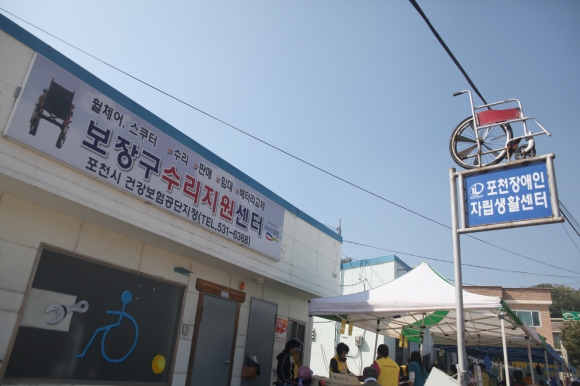 휠체어, 스쿠터 수리 판매 임대 배터리교체
보장구수리지원센터
포천시 건강보험공단지정(TEL.531-6368)
포천장애인
자립생활센터